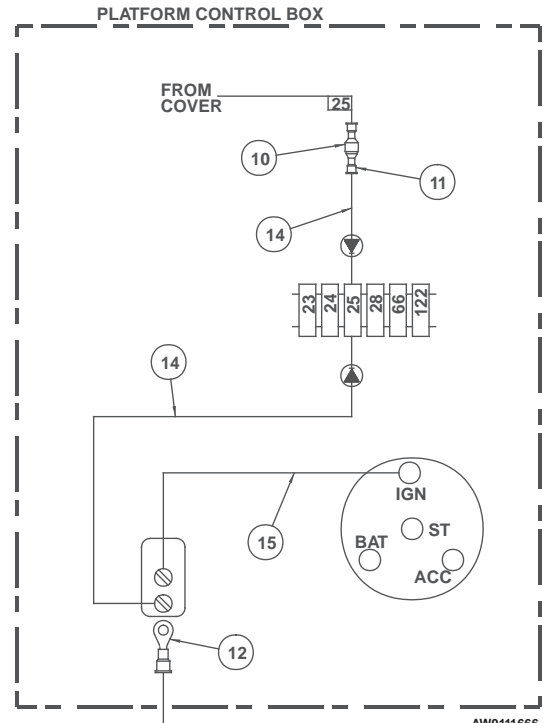 PLATFORM CONTROL BOX
FROM
COVER
25
10
11
14
23 24 25 28 66 122
14
IGN
15
ST
BAT
ACC
12
AW0111666